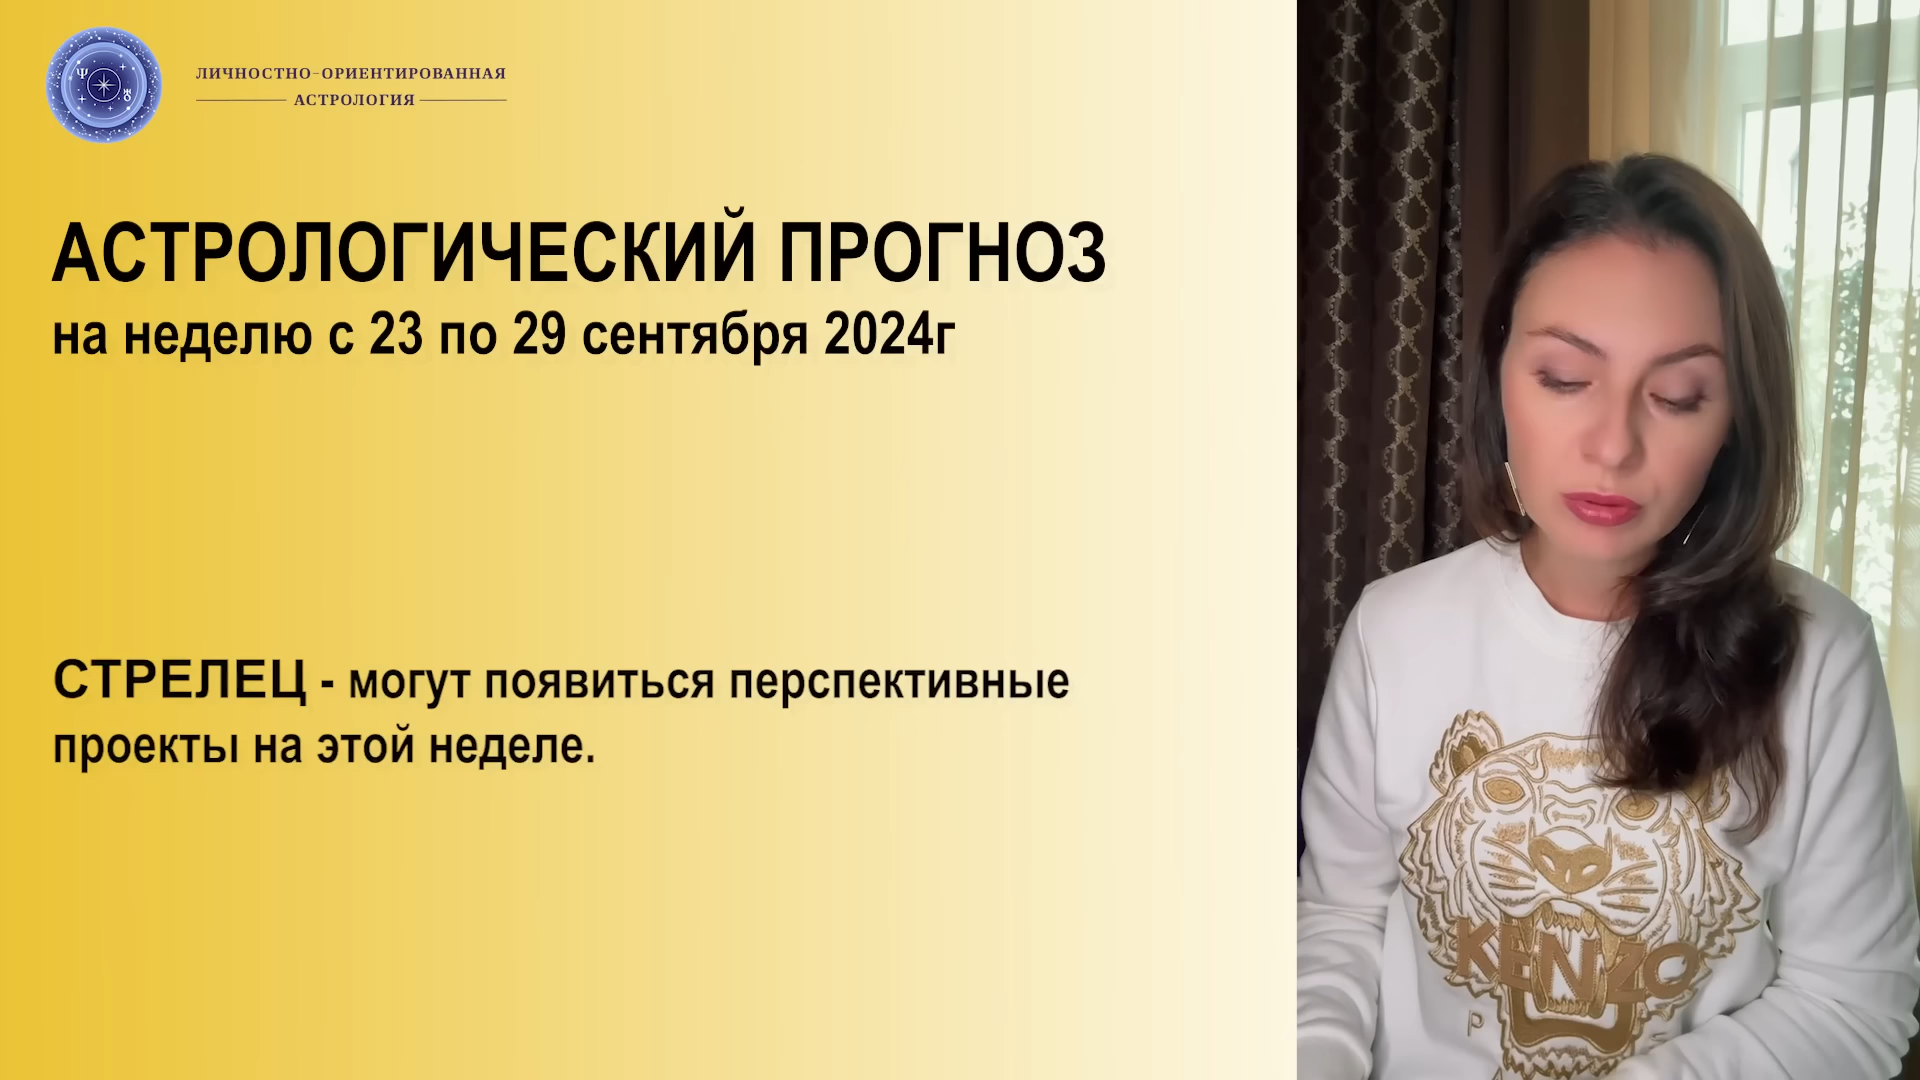 ЛИЧНОСТНО-ОРИЕНТИРОВАННАЯ
АСТРОЛОГИЯ
АСТРОЛОГИЧЕСКИЙ ПРОГНОЗ
на неделю с 23 по 29 сентября 2024г
СТРЕЛЕЦ - могут появиться перспективные
проекты на этой неделе.
KENZO
P A